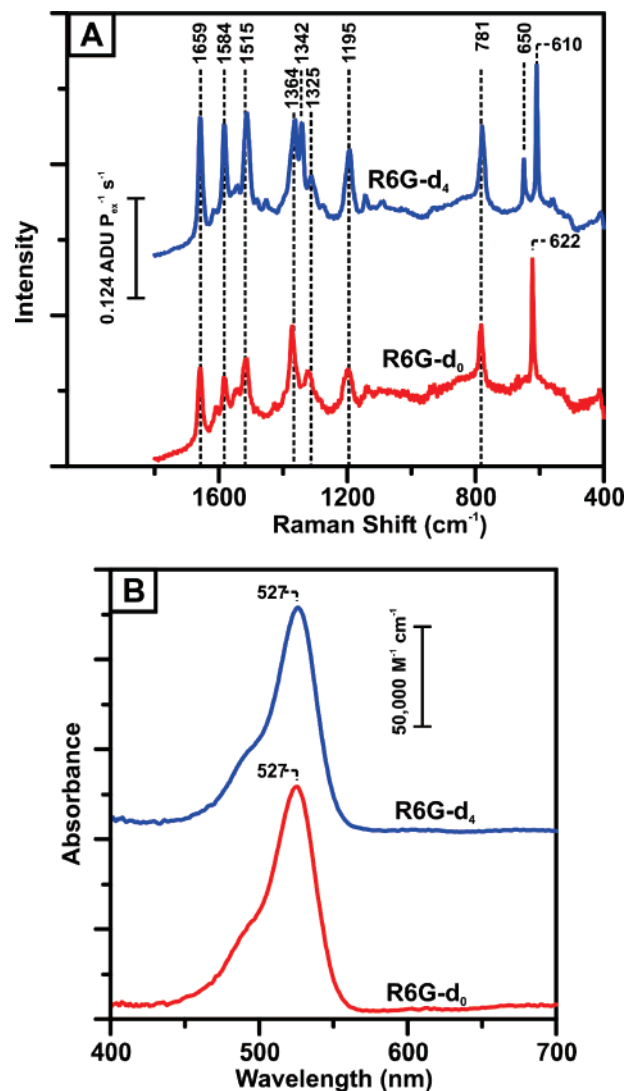 A
1659
1584
1515
1364
1342
1325
1195
781
650
610
R6G-d₄
622
R6G-d₀
0.124 ADU Pₑₓ⁻¹ s⁻¹
Intensity
1600
1200
800
400
Raman Shift (cm⁻¹)
B
527
50,000 M⁻¹ cm⁻¹
R6G-d₄
527
R6G-d₀
Absorbance
400
500
600
700
Wavelength (nm)